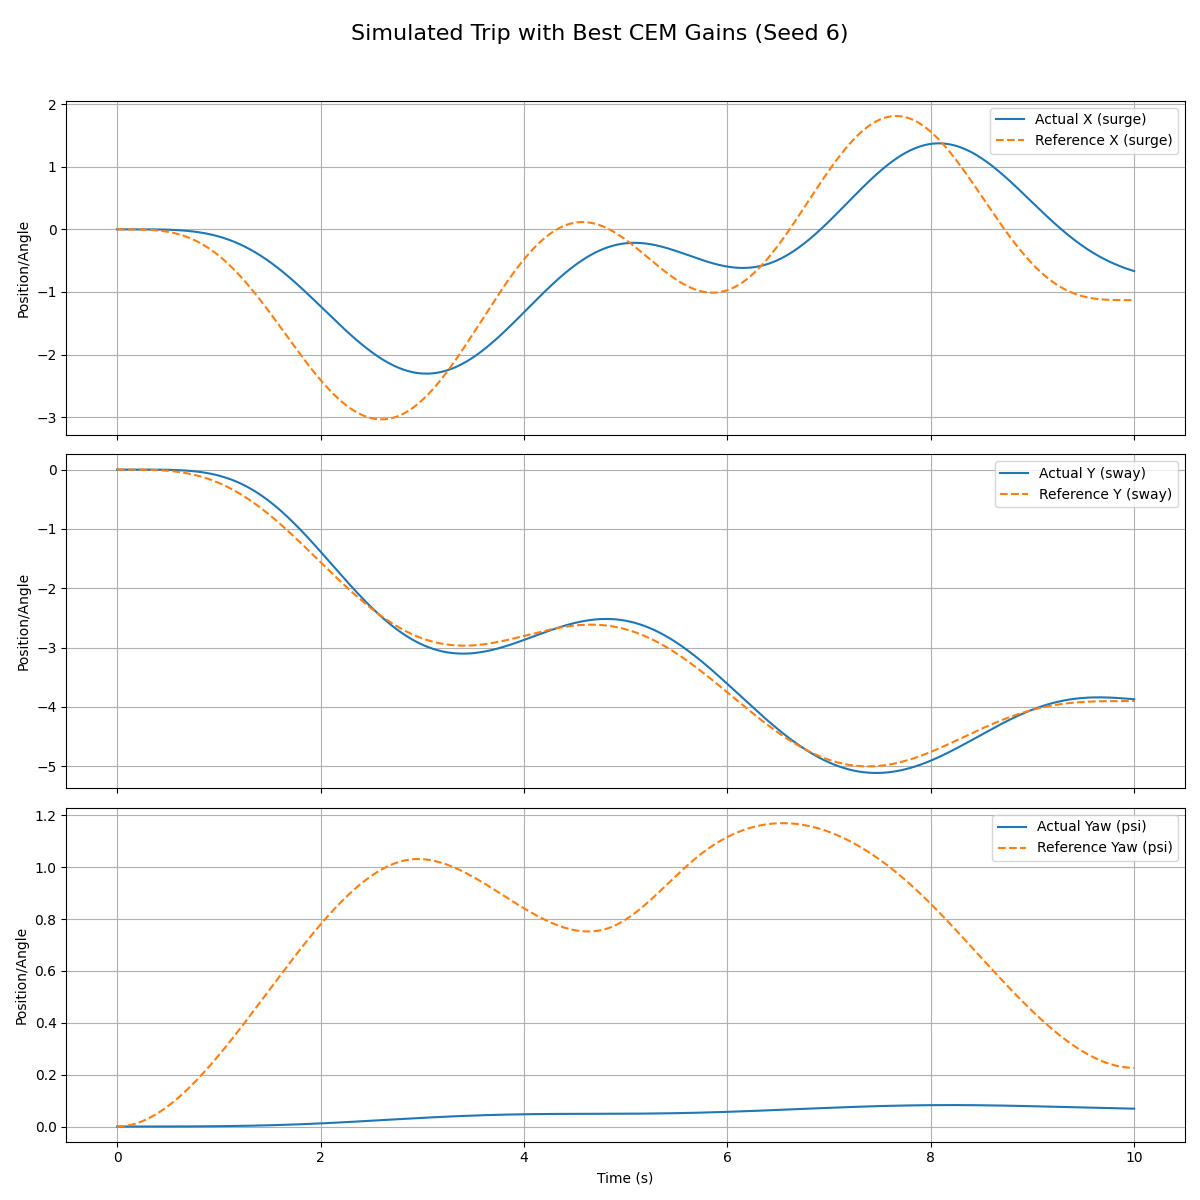 Simulated Trip with Best CEM Gains (Seed 6)
2
1
0
−1
−2
−3
Position/Angle
Actual X (surge)
Reference X (surge)
0
−1
−2
−3
−4
−5
Position/Angle
Actual Y (sway)
Reference Y (sway)
1.2
1.0
0.8
0.6
0.4
0.2
0.0
Position/Angle
Actual Yaw (psi)
Reference Yaw (psi)
0 2 4 6 8 10
Time (s)